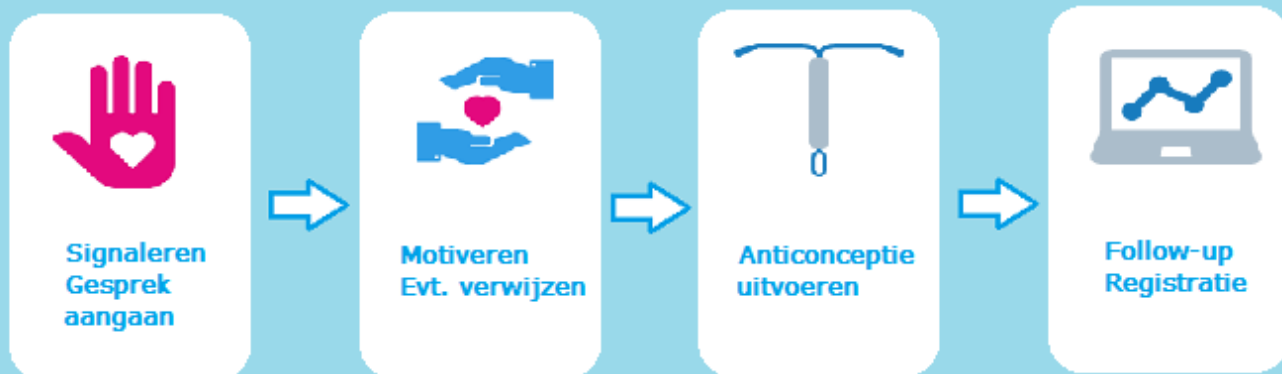 Signaleren
Gesprek
aangaan
Motiveren
Evt. verwijzen
Anticonceptie
uitvoeren
Follow-up
Registratie